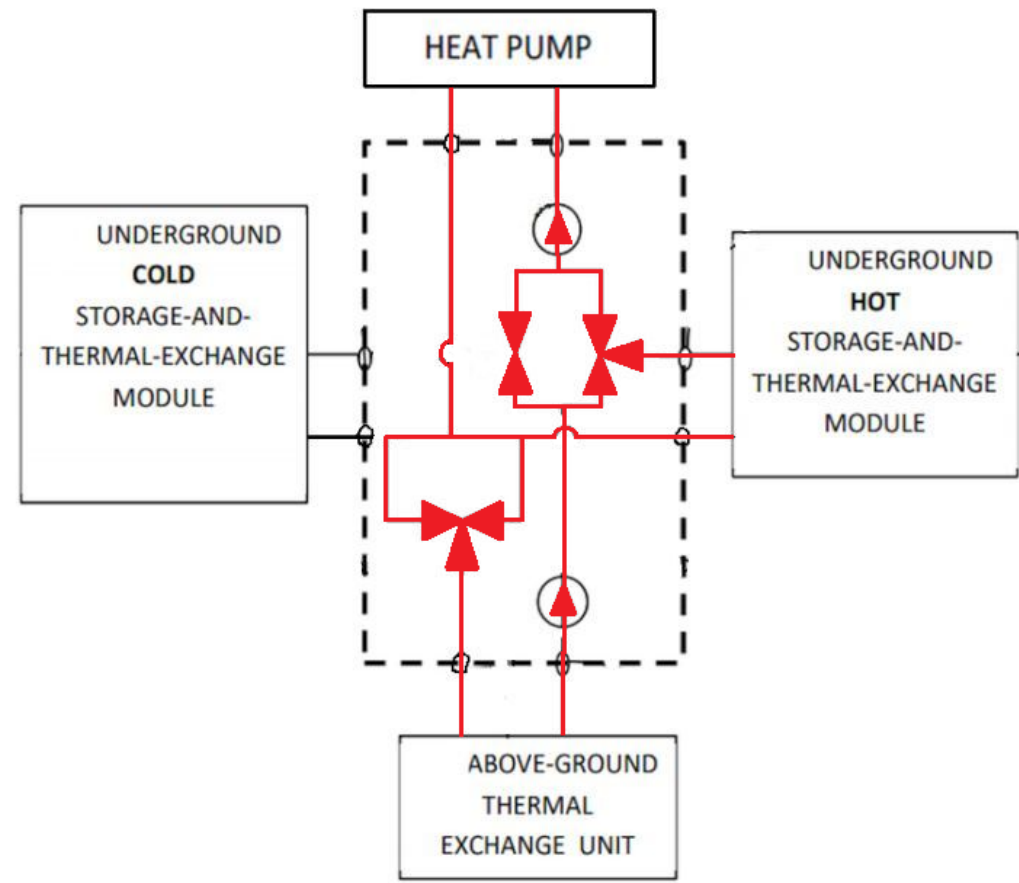 HEAT PUMP
UNDERGROUND
COLD
STORAGE-AND-
THERMAL-EXCHANGE
MODULE
UNDERGROUND
HOT
STORAGE-AND-
THERMAL-EXCHANGE
MODULE
ABOVE-GROUND
THERMAL
EXCHANGE UNIT